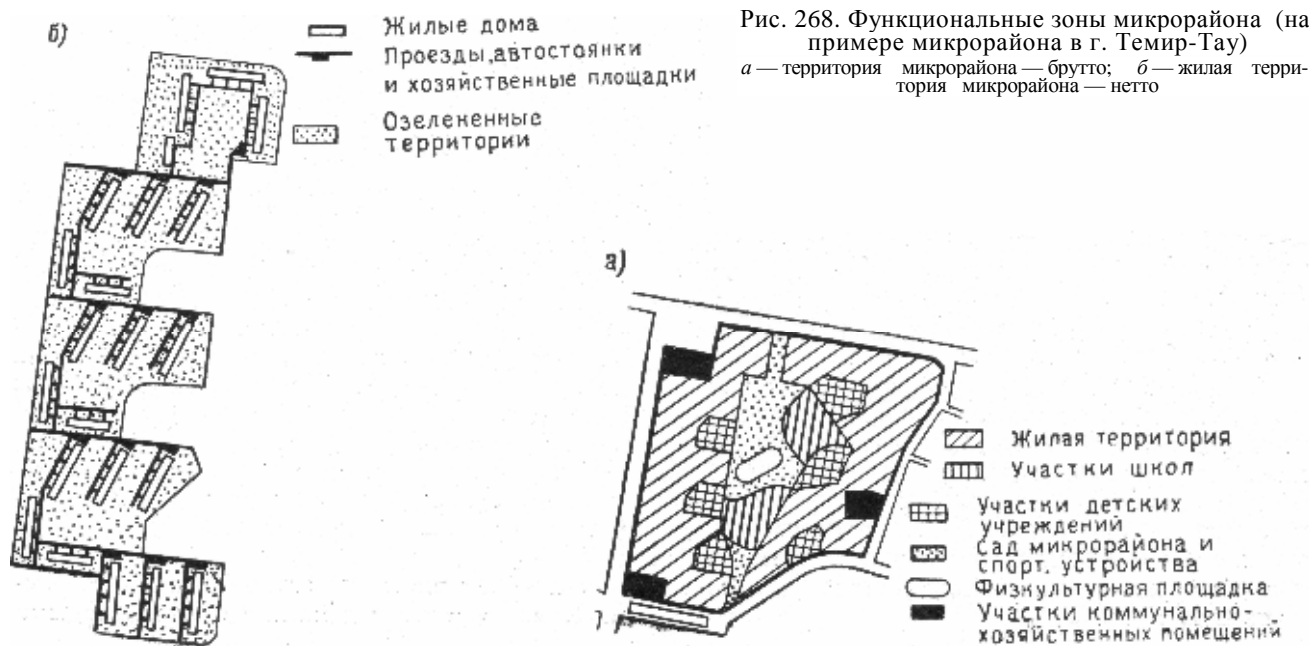 б)
Жилые дома
Проезды, автостоянки
и хозяйственные площадки
Озелененные
территории
Рис. 268. Функциональные зоны микрорайона (на
примере микрорайона в г. Темир-Тау)
а — территория микрорайона — брутто; б — жилая терри-
тория микрорайона — нетто
а)
Жилая территория
Участки школ
Участки детских
учреждений
Сад микрорайона и
спорт. устройства
Физкультурная площадка
Участки коммунально-
хозяйственных помещений